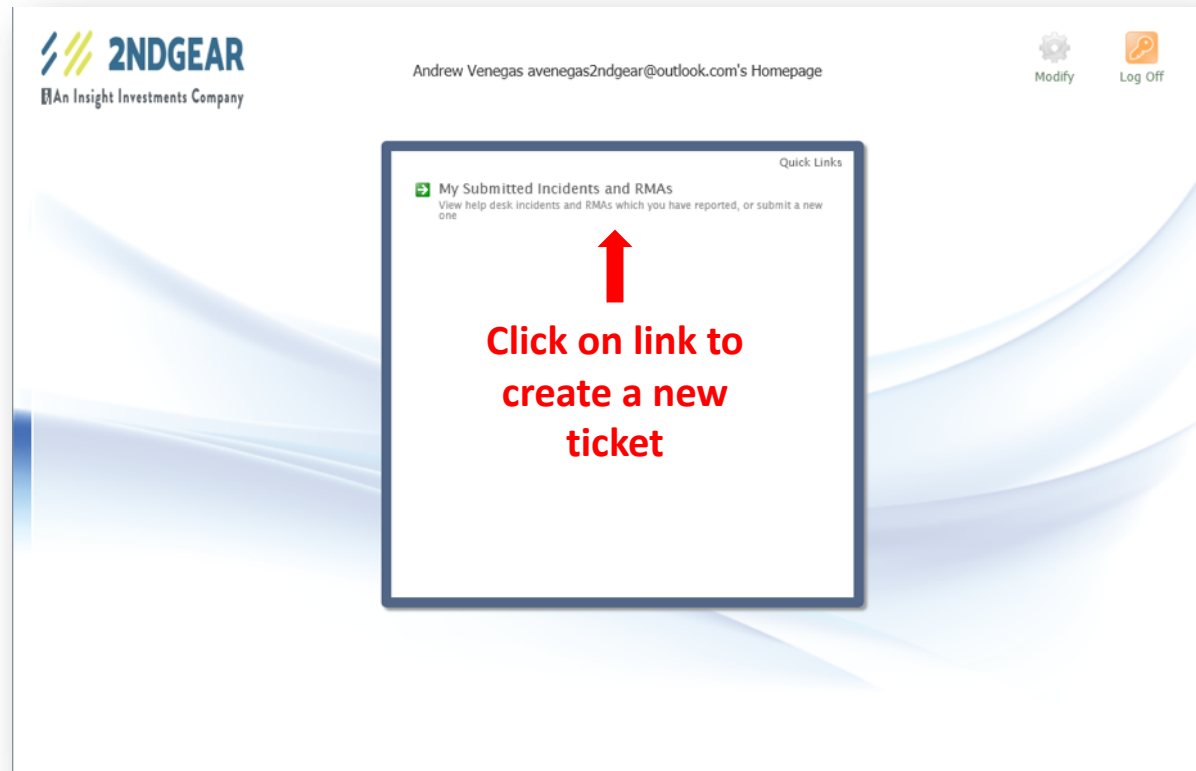 2NDGEAR
An Insight Investments Company
Andrew Venegas avenegas2ndgear@outlook.com's Homepage
Modify
Log Off
Quick Links
My Submitted Incidents and RMAs
View help desk incidents and RMAs which you have reported, or submit a new
one
Click on link to
create a new
ticket